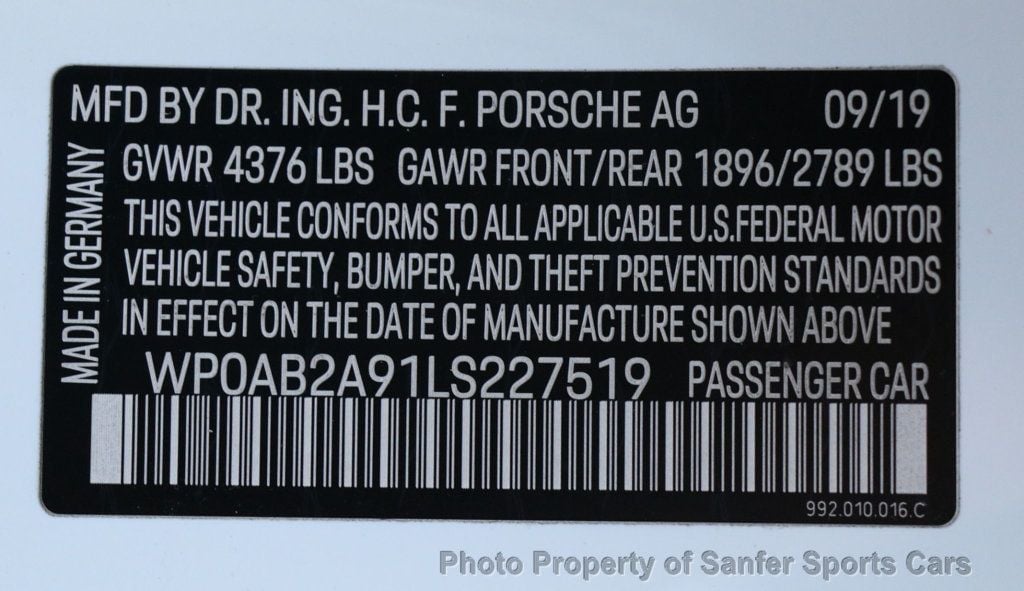 MFD BY DR. ING. H.C. F. PORSCHE AG 09/19
MADE IN GERMANY
GVWR 4376 LBS GAWR FRONT/REAR 1896/2789 LBS
THIS VEHICLE CONFORMS TO ALL APPLICABLE U.S.FEDERAL MOTOR
VEHICLE SAFETY, BUMPER, AND THEFT PREVENTION STANDARDS
IN EFFECT ON THE DATE OF MANUFACTURE SHOWN ABOVE
WP0AB2A91LS227519 PASSENGER CAR
992.010.016.C
Photo Property of Sanfer Sports Cars